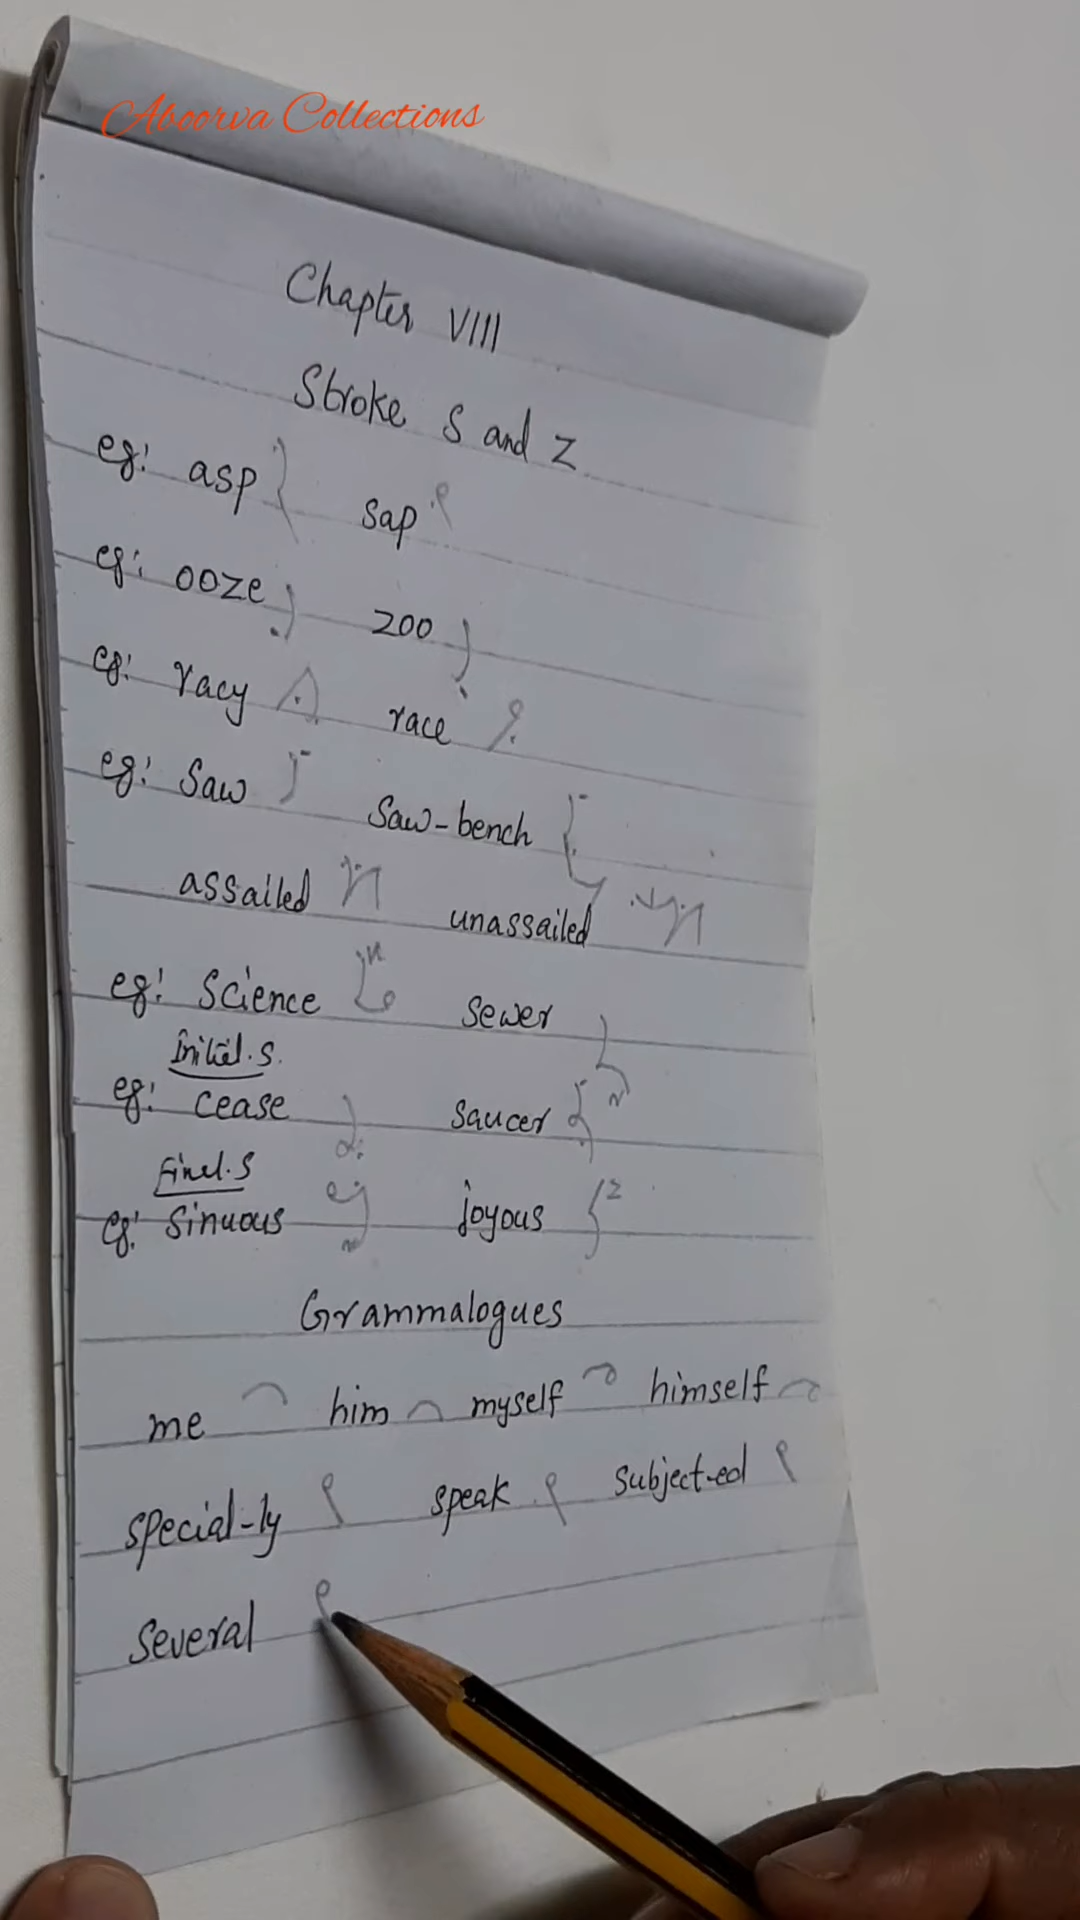 Aboorva Collections
Chapter VIII
Stroke S and Z
eg: asp sap
eg: ooze zoo
eg: racy race
eg: Saw Saw-bench
assailed unassailed
eg: Science sewer
Initial.S.
eg: cease saucer
Final.S
eg: Sinuous joyous
Grammalogues
me him myself himself
special-ly speak subject-ed
several